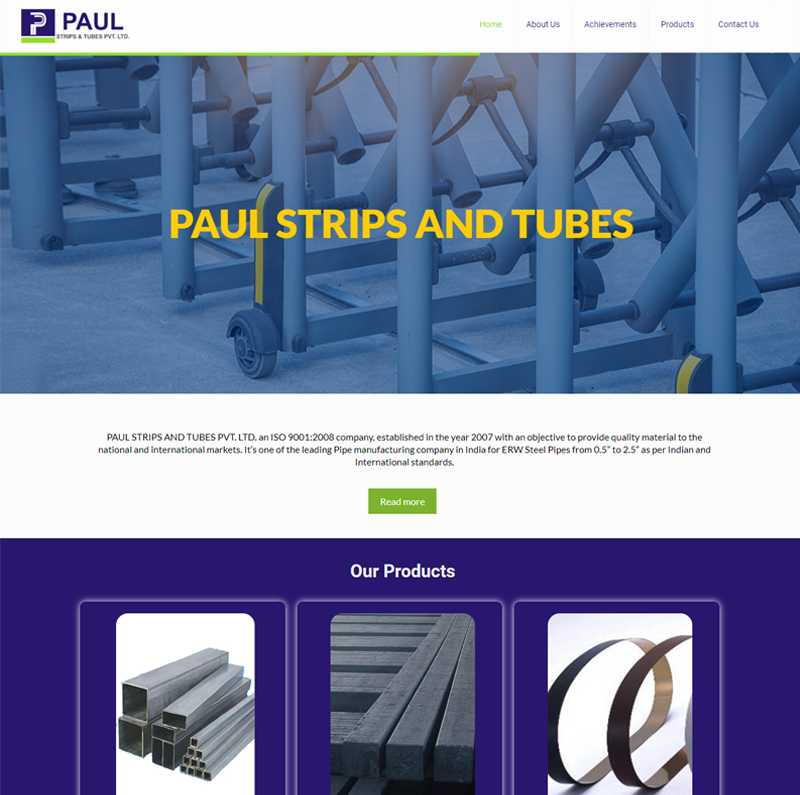 PAUL
STRIPS & TUBES PVT. LTD.
Home About Us Achievements Products Contact Us
PAUL STRIPS AND TUBES
PAUL STRIPS AND TUBES PVT. LTD. an ISO 9001:2008 company, established in the year 2007 with an objective to provide quality material to the
national and international markets. It's one of the leading Pipe manufacturing company in India for ERW Steel Pipes from 0.5” to 2.5” as per Indian and
International standards.
Read more
Our Products